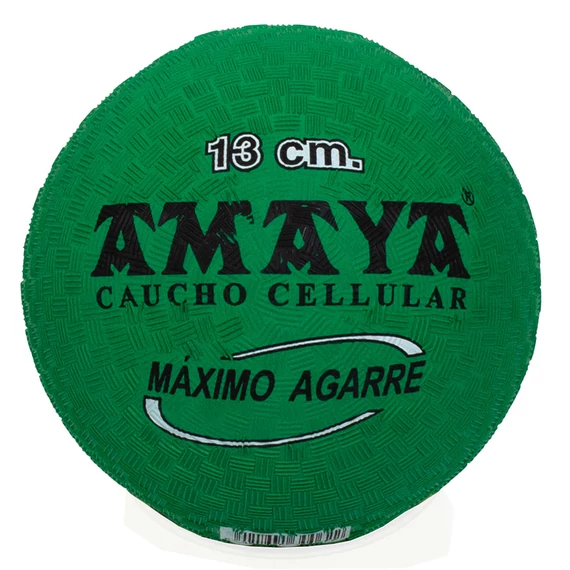 13 cm.
AMAYA®
CAUCHO CELLULAR
MÁXIMO AGARRE